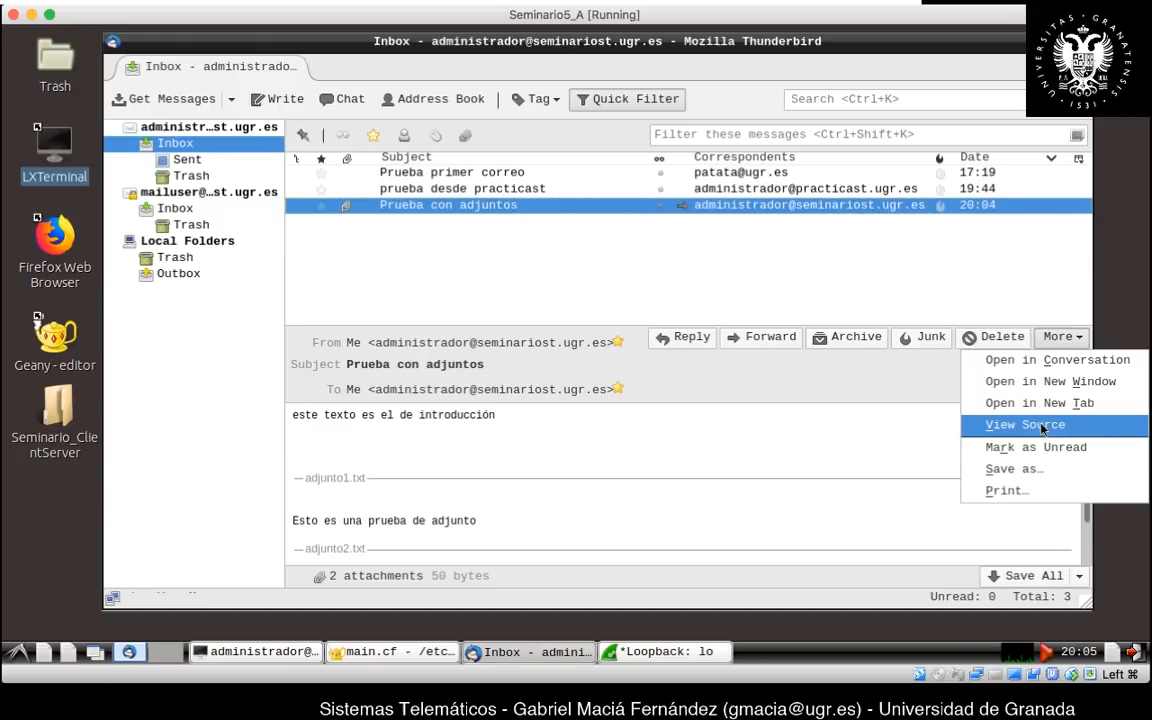 Seminario5_A [Running]
Inbox - administrador@seminariost.ugr.es - Mozilla Thunderbird
UNIVERSITAS GRANATENSIS 1531
Inbox - administrado…
Get Messages
Write
Chat
Address Book
Tag
Quick Filter
Search <Ctrl+K>
Filter these messages <Ctrl+Shift+K>
Trash
LXTerminal
Firefox Web
Browser
Geany - editor
Seminario_Cli
entServer
administr…st.ugr.es
Inbox
Sent
Trash
mailuser@…st.ugr.es
Inbox
Trash
Local Folders
Trash
Outbox
Subject Correspondents Date
Prueba primer correo patata@ugr.es 17:19
prueba desde practicast administrador@practicast.ugr.es 19:44
Prueba con adjuntos administrador@seminariost.ugr.es 20:04
From Me <administrador@seminariost.ugr.es>
Reply
Forward
Archive
Junk
Delete
More
Subject Prueba con adjuntos
To Me <administrador@seminariost.ugr.es>
Open in Conversation
Open in New Window
Open in New Tab
View Source
Mark as Unread
Save as…
Print…
este texto es el de introducción
adjunto1.txt
Esto es una prueba de adjunto
adjunto2.txt
2 attachments 50 bytes
Save All
Unread: 0 Total: 3
administrador@…
main.cf - /etc…
Inbox - admini…
*Loopback: lo
20:05
Left ⌘
Sistemas Telemáticos - Gabriel Maciá Fernández (gmacia@ugr.es) - Universidad de Granada